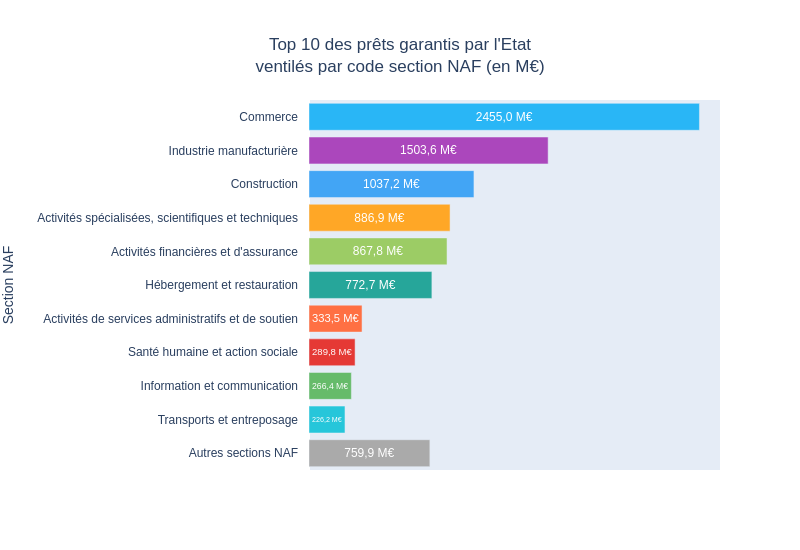 Top 10 des prêts garantis par l'Etat
ventilés par code section NAF (en M€)
Section NAF
Commerce 2455,0 M€
Industrie manufacturière 1503,6 M€
Construction 1037,2 M€
Activités spécialisées, scientifiques et techniques 886,9 M€
Activités financières et d'assurance 867,8 M€
Hébergement et restauration 772,7 M€
Activités de services administratifs et de soutien 333,5 M€
Santé humaine et action sociale 289,8 M€
Information et communication 266,4 M€
Transports et entreposage 226,2 M€
Autres sections NAF 759,9 M€